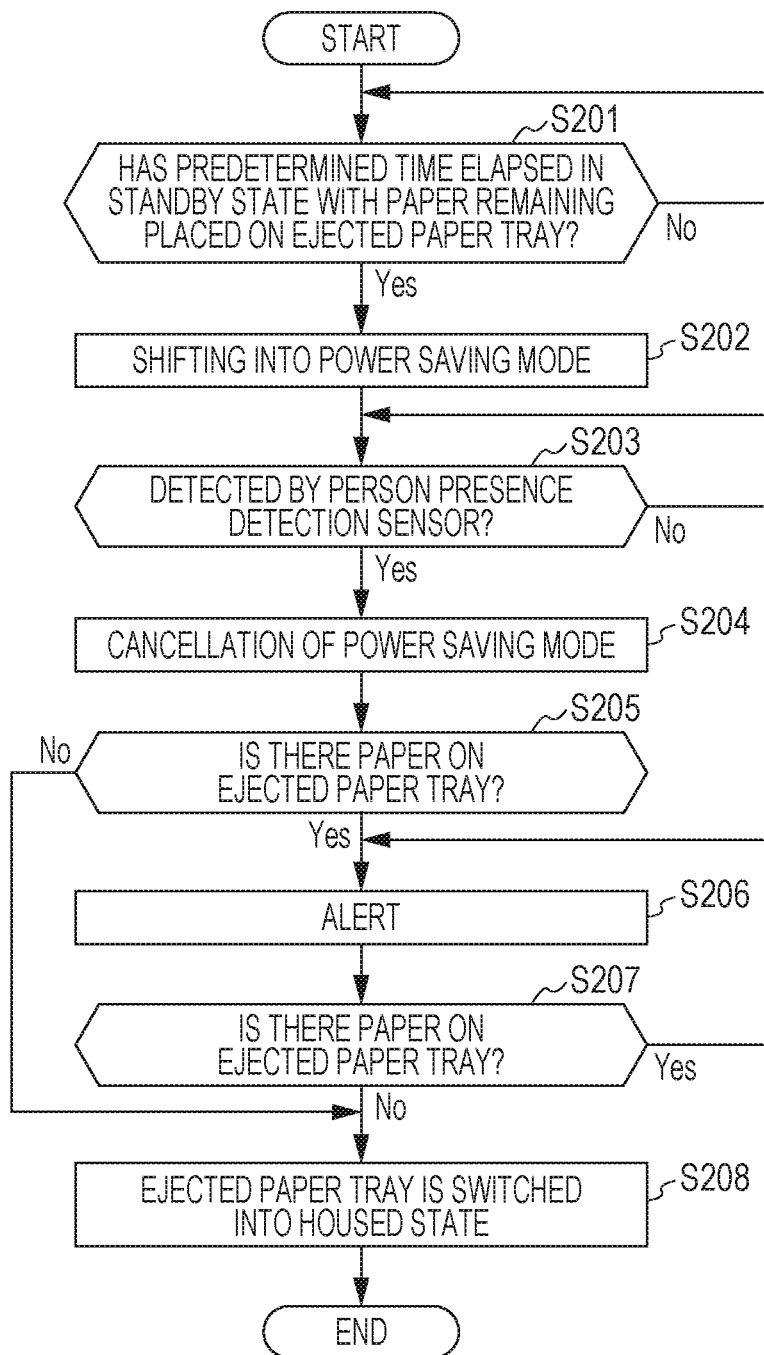 START
S201
HAS PREDETERMINED TIME ELAPSED IN
STANDBY STATE WITH PAPER REMAINING
PLACED ON EJECTED PAPER TRAY?
No
Yes
S202
SHIFTING INTO POWER SAVING MODE
S203
DETECTED BY PERSON PRESENCE
DETECTION SENSOR?
No
Yes
S204
CANCELLATION OF POWER SAVING MODE
S205
No
IS THERE PAPER ON
EJECTED PAPER TRAY?
Yes
S206
ALERT
S207
IS THERE PAPER ON
EJECTED PAPER TRAY?
Yes
No
S208
EJECTED PAPER TRAY IS SWITCHED
INTO HOUSED STATE
END